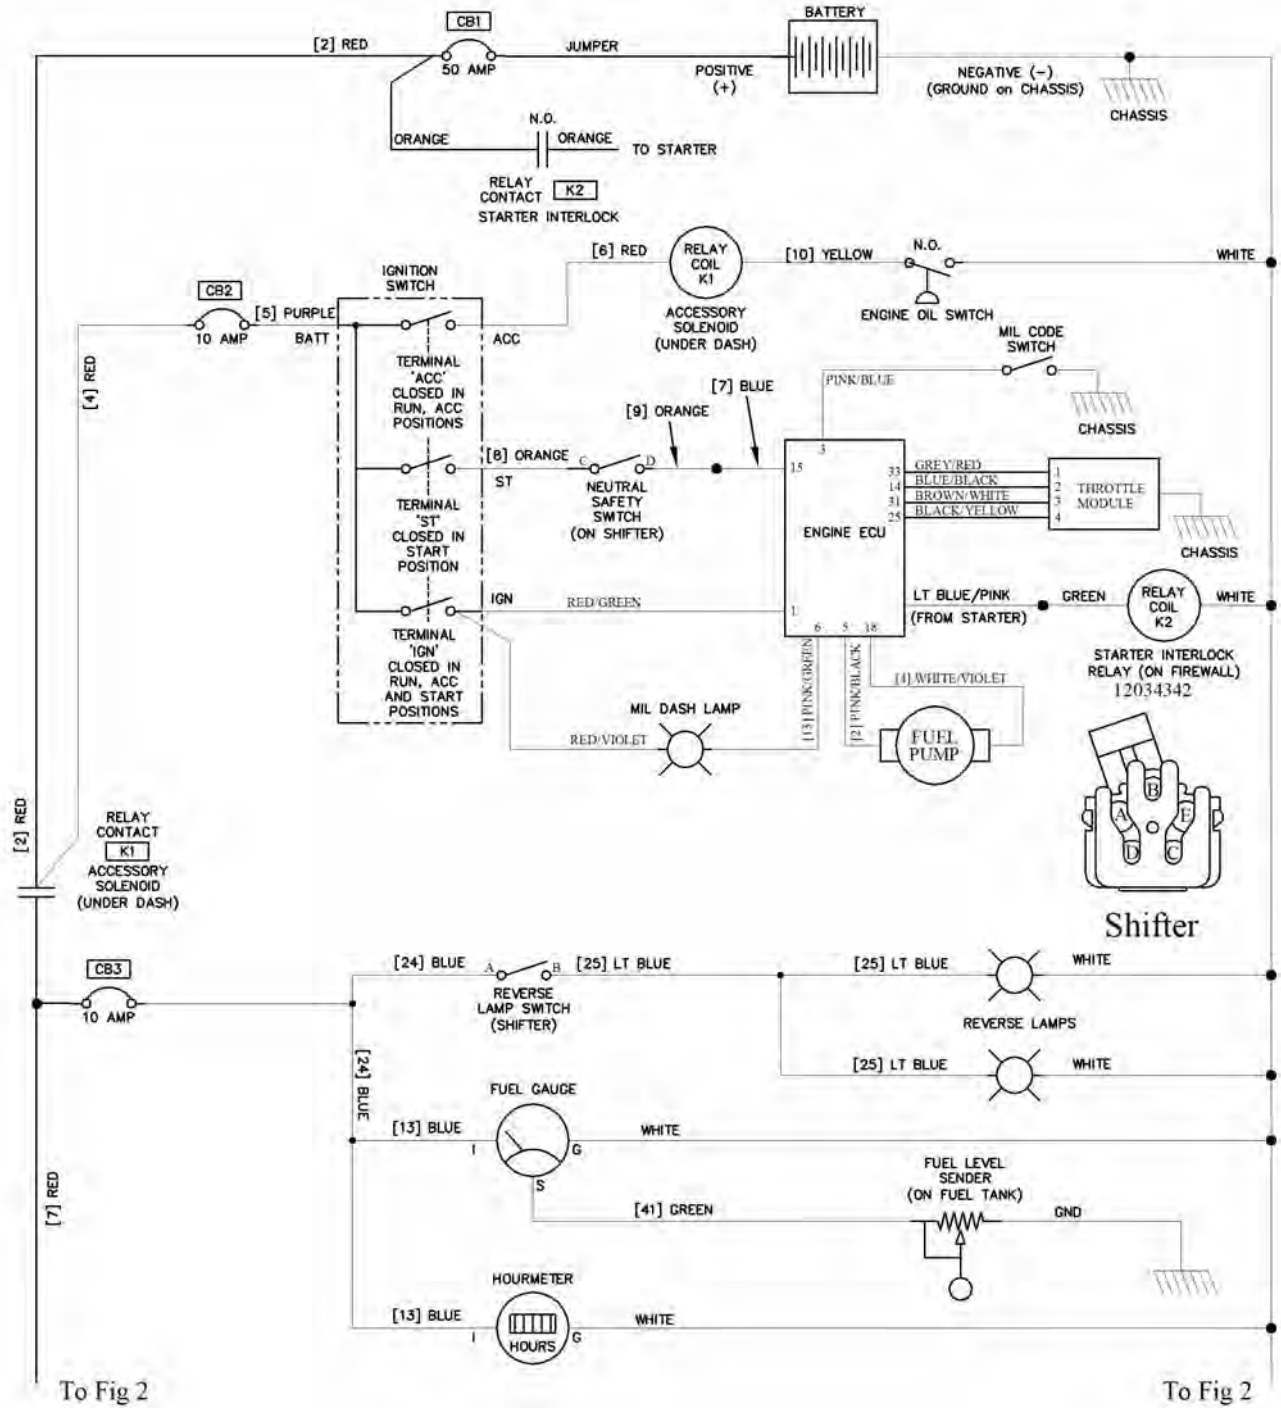 CB1
BATTERY
[2] RED
JUMPER
50 AMP
POSITIVE
(+)
NEGATIVE (-)
(GROUND on CHASSIS)
CHASSIS
N.O.
ORANGE
ORANGE
TO STARTER
RELAY
CONTACT
K2
STARTER INTERLOCK
[6] RED
RELAY
COIL
K1
[10] YELLOW
N.O.
WHITE
IGNITION
SWITCH
CB2
[5] PURPLE
10 AMP
BATT
ACC
ACCESSORY
SOLENOID
(UNDER DASH)
ENGINE OIL SWITCH
MIL CODE
SWITCH
[4] RED
TERMINAL
'ACC'
CLOSED IN
RUN, ACC
POSITIONS
PINK/BLUE
[7] BLUE
[9] ORANGE
CHASSIS
3
[8] ORANGE
C
D
ST
NEUTRAL
SAFETY
SWITCH
(ON SHIFTER)
15
33
14
31
25
GREY/RED
BLUE/BLACK
BROWN/WHITE
BLACK/YELLOW
1
2
3
4
THROTTLE
MODULE
TERMINAL
'ST'
CLOSED IN
START
POSITION
ENGINE ECU
CHASSIS
IGN
RED/GREEN
1
LT BLUE/PINK
(FROM STARTER)
GREEN
RELAY
COIL
K2
WHITE
6
5
18
TERMINAL
'IGN'
CLOSED IN
RUN, ACC
AND START
POSITIONS
STARTER INTERLOCK
RELAY (ON FIREWALL)
12034342
[13] PINK/GREEN
[2] PINK/BLACK
[4] WHITE/VIOLET
MIL DASH LAMP
RED/VIOLET
FUEL
PUMP
B
A
E
D
C
Shifter
[2] RED
RELAY
CONTACT
K1
ACCESSORY
SOLENOID
(UNDER DASH)
CB3
10 AMP
[24] BLUE
A
B
[25] LT BLUE
[25] LT BLUE
WHITE
REVERSE
LAMP SWITCH
(SHIFTER)
REVERSE LAMPS
[24] BLUE
[25] LT BLUE
WHITE
FUEL GAUGE
[13] BLUE
I
G
S
WHITE
[7] RED
FUEL LEVEL
SENDER
(ON FUEL TANK)
[41] GREEN
GND
HOURMETER
[13] BLUE
I
HOURS
G
WHITE
To Fig 2
To Fig 2